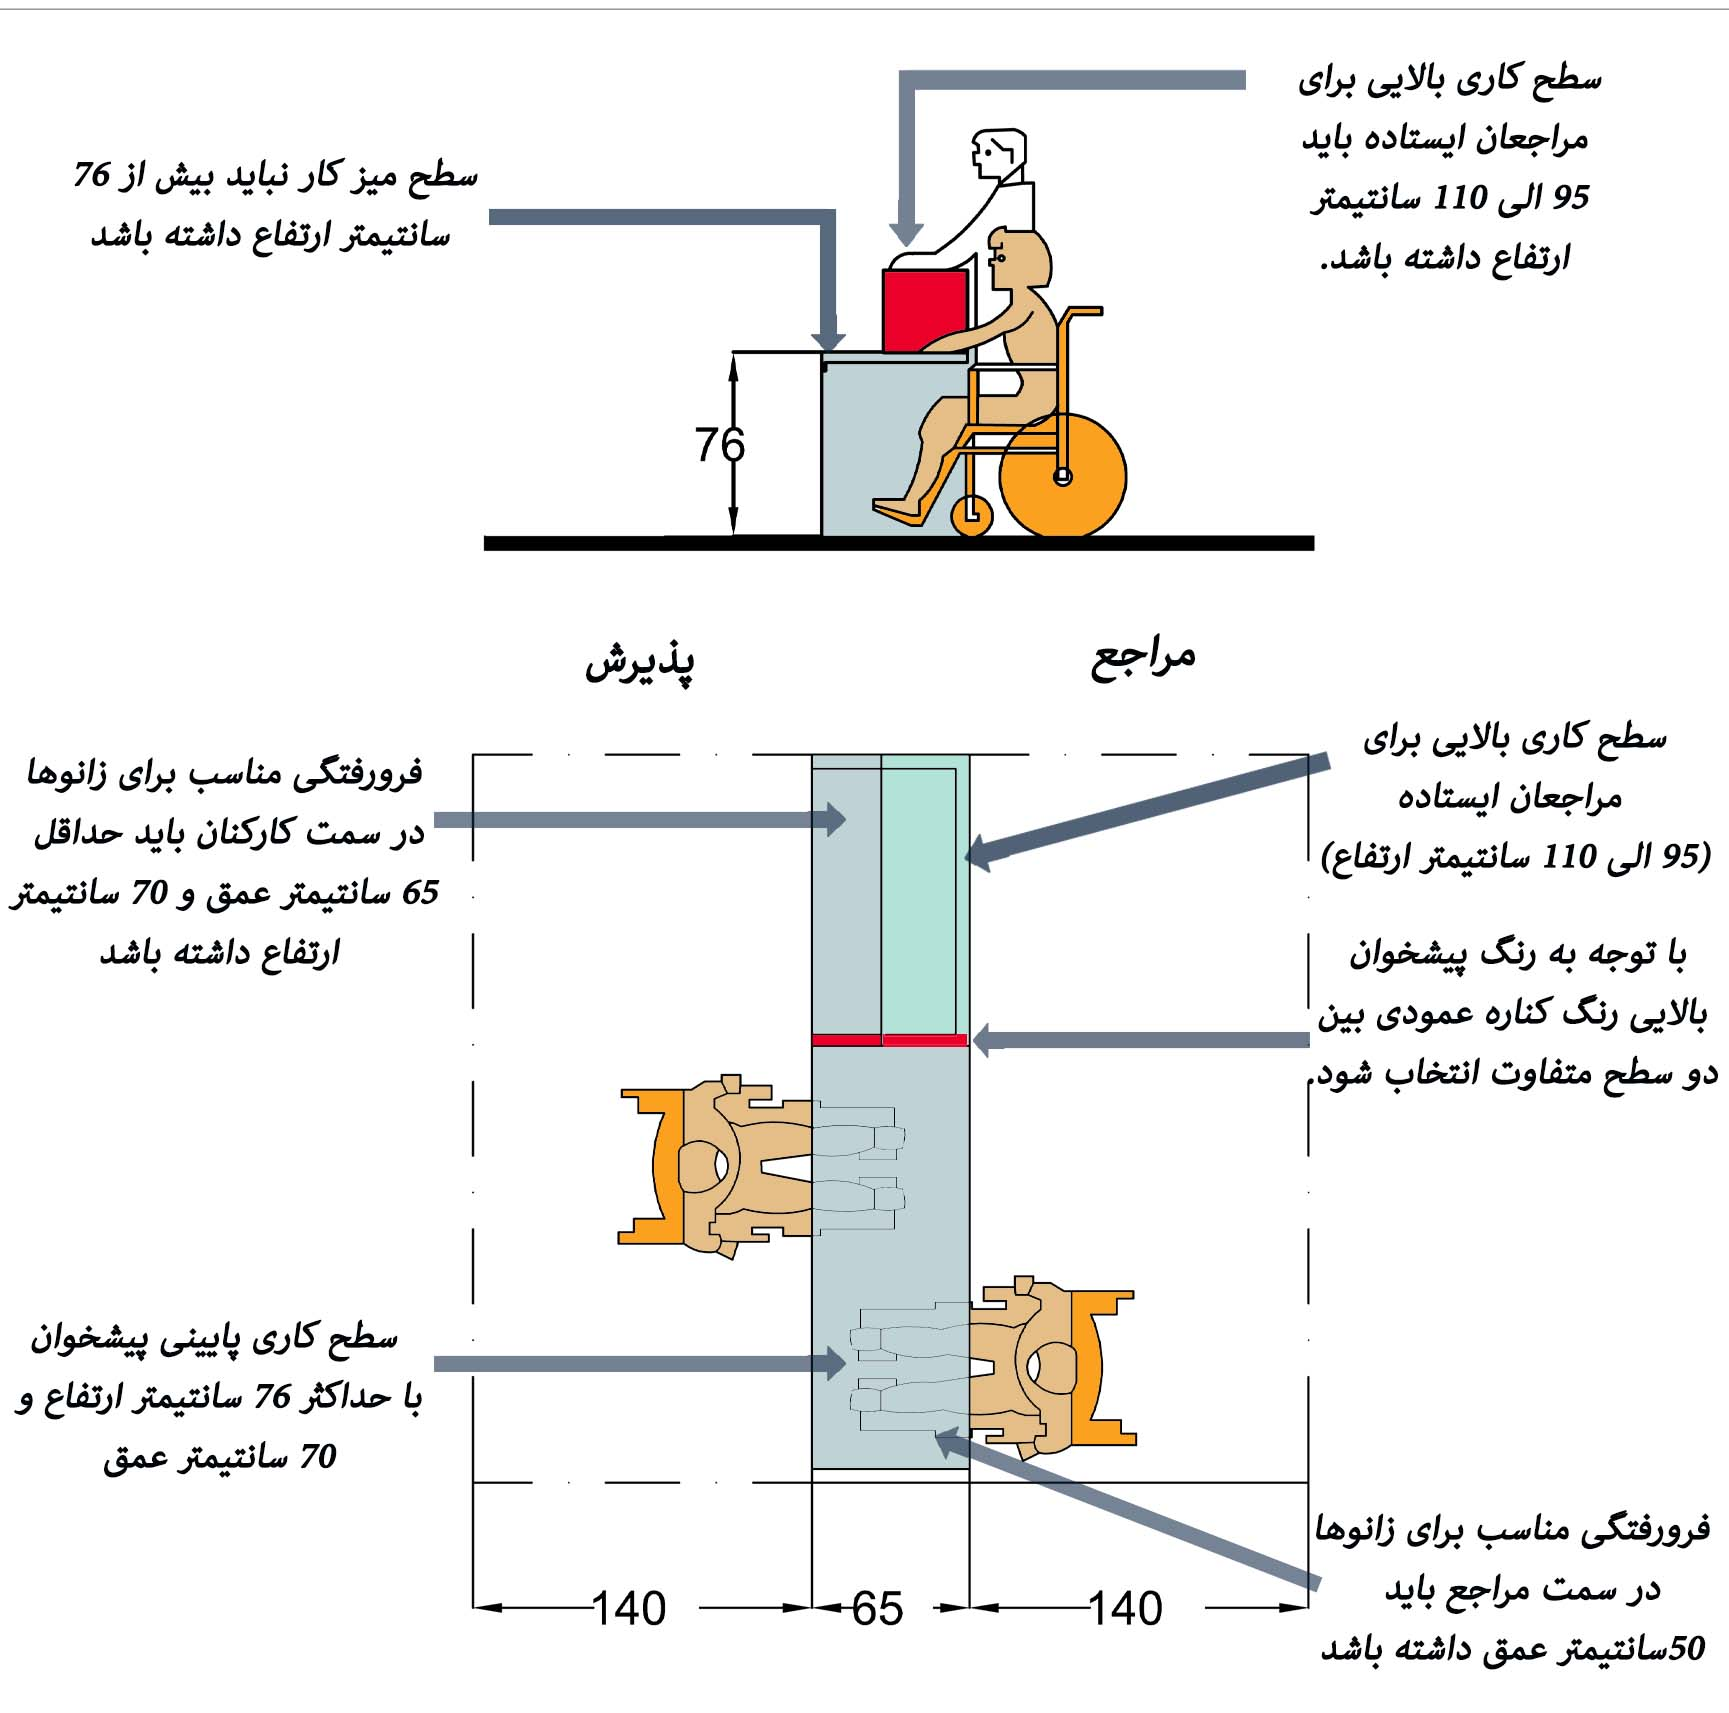 سطح کاری بالایی برای
مراجعان ایستاده باید
95 الی 110 سانتیمتر
ارتفاع داشته باشد.
سطح میز کار نباید بیش از 76
سانتیمتر ارتفاع داشته باشد
76
مراجع
پذیرش
سطح کاری بالایی برای
مراجعان ایستاده
(95 الی 110 سانتیمتر ارتفاع)
فرورفتگی مناسب برای زانوها
در سمت کارکنان باید حداقل
65 سانتیمتر عمق و 70 سانتیمتر
ارتفاع داشته باشد
با توجه به رنگ پیشخوان
بالایی رنگ کناره عمودی بین
دو سطح متفاوت انتخاب شود.
سطح کاری پایینی پیشخوان
با حداکثر 76 سانتیمتر ارتفاع و
70 سانتیمتر عمق
فرورفتگی مناسب برای زانوها
در سمت مراجع باید
50سانتیمتر عمق داشته باشد
140
65
140